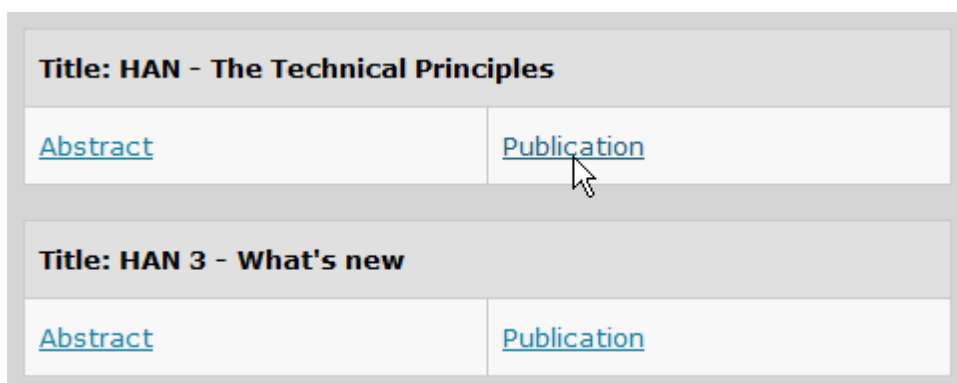 Title: HAN - The Technical Principles
Abstract Publication
Title: HAN 3 - What's new
Abstract Publication